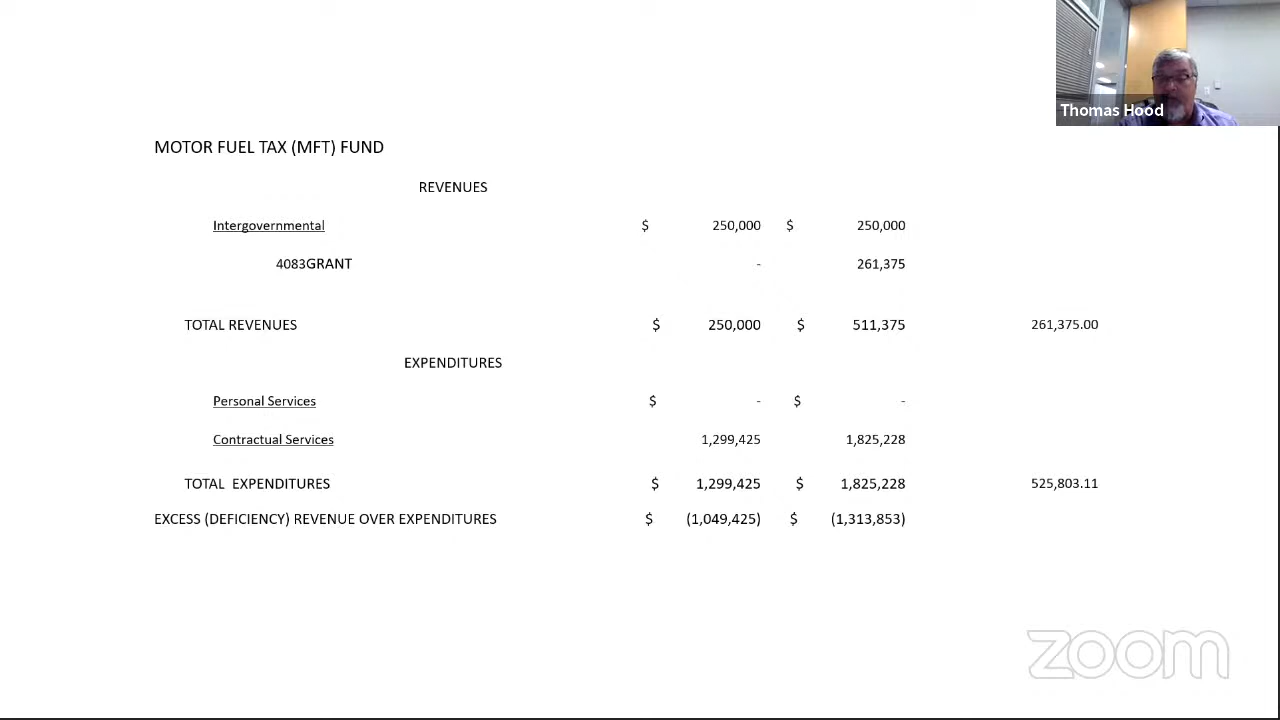 Thomas Hood
MOTOR FUEL TAX (MFT) FUND
REVENUES
Intergovernmental $ 250,000 $ 250,000
4083GRANT - 261,375
TOTAL REVENUES $ 250,000 $ 511,375 261,375.00
EXPENDITURES
Personal Services $ - $ -
Contractual Services 1,299,425 1,825,228
TOTAL EXPENDITURES $ 1,299,425 $ 1,825,228 525,803.11
EXCESS (DEFICIENCY) REVENUE OVER EXPENDITURES $ (1,049,425) $ (1,313,853)
zoom